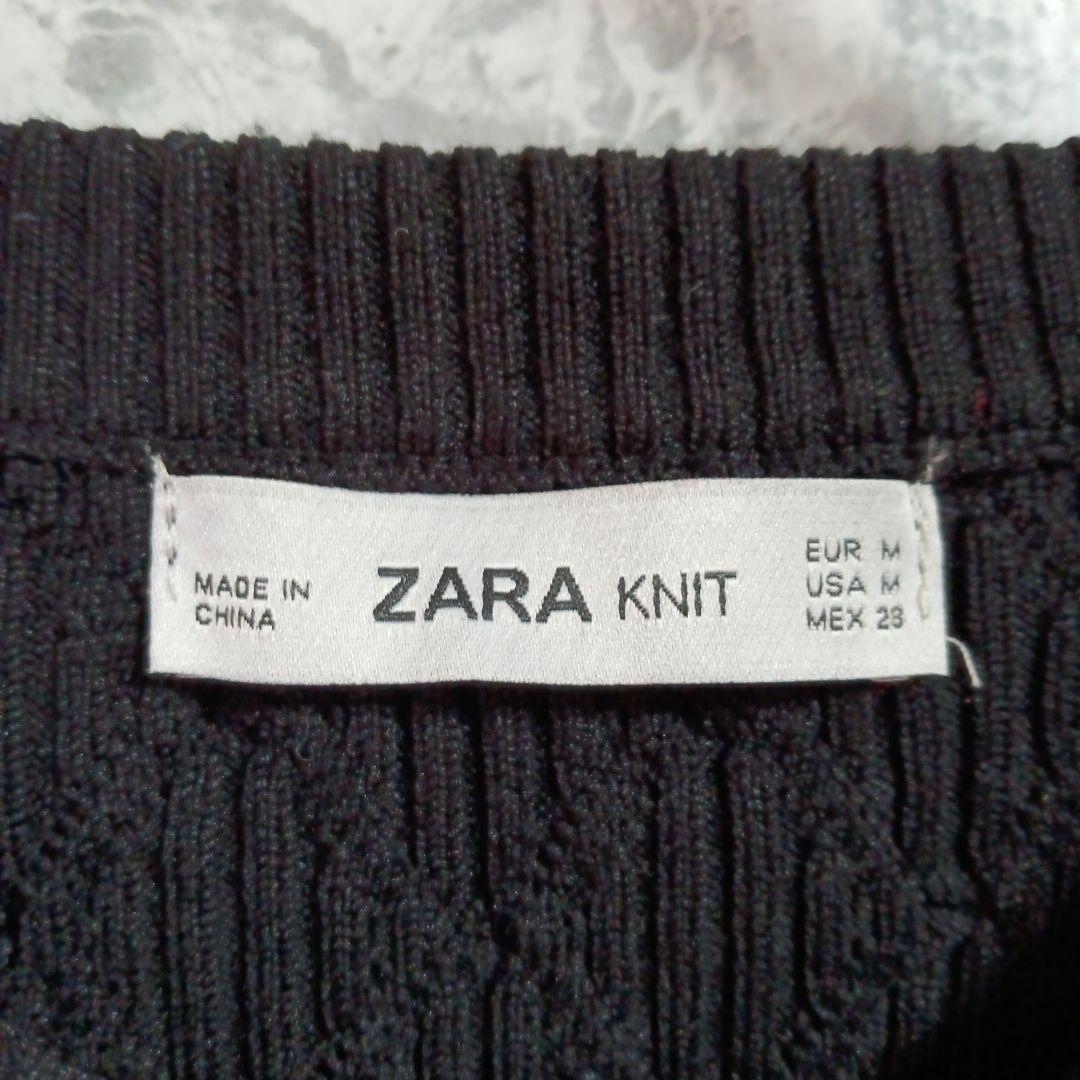 MADE IN
CHINA
ZARA KNIT
EUR M
USA M
MEX 28